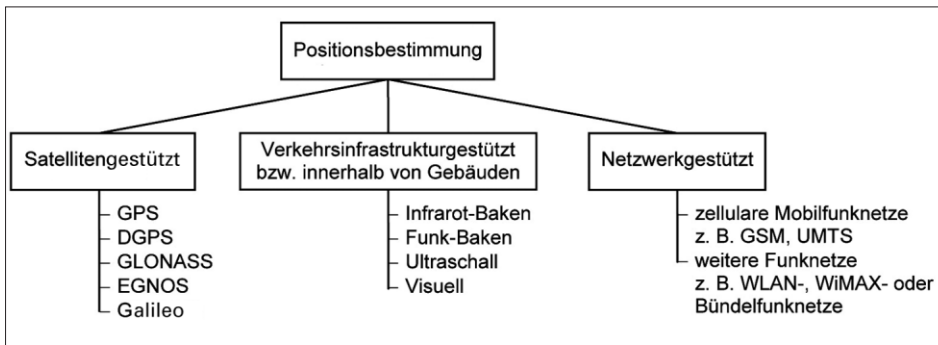 Positionsbestimmung
Satellitengestützt
GPS
DGPS
GLONASS
EGNOS
Galileo
Verkehrsinfrastrukturgestützt
bzw. innerhalb von Gebäuden
Infrarot-Baken
Funk-Baken
Ultraschall
Visuell
Netzwerkgestützt
zellulare Mobilfunknetze
z. B. GSM, UMTS
weitere Funknetze
z. B. WLAN-, WiMAX- oder
Bündelfunknetze